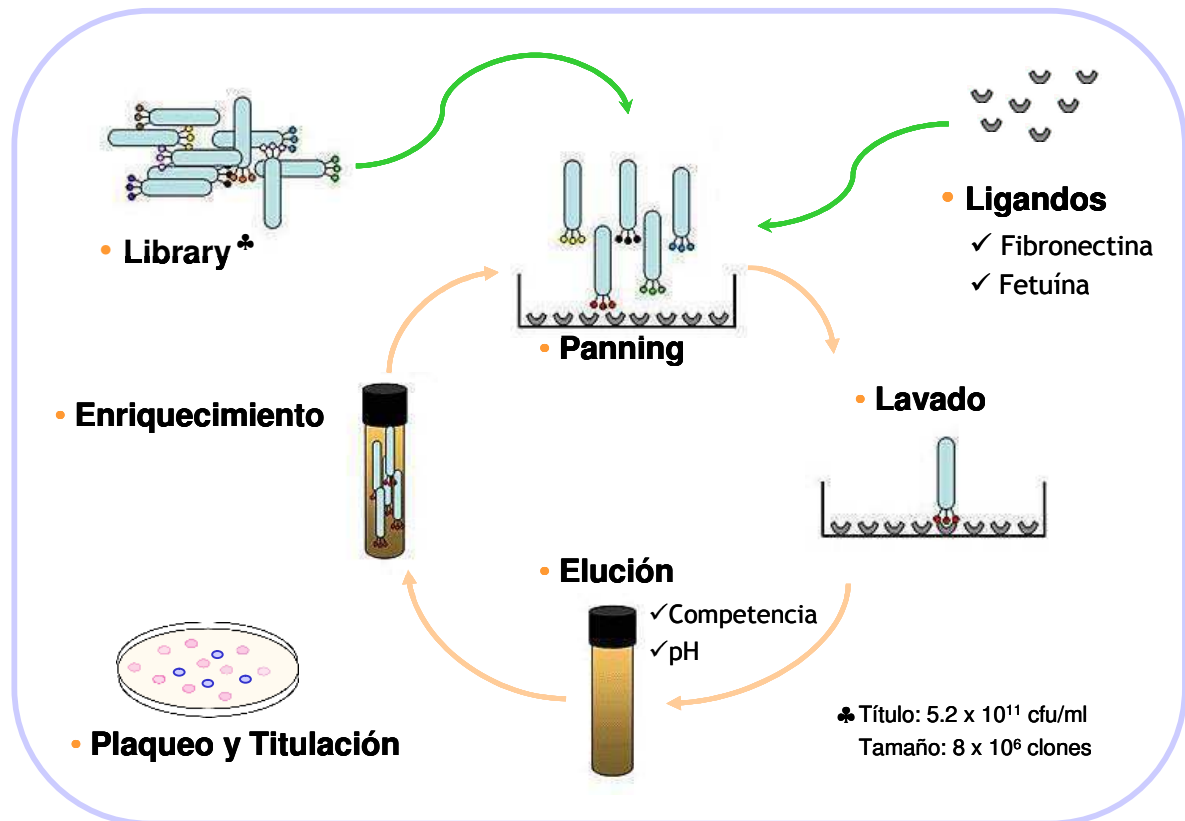 • Library♣
• Ligandos
✓ Fibronectina
✓ Fetuína
• Panning
• Lavado
• Enriquecimiento
• Elución
✓Competencia
✓pH
• Plaqueo y Titulación
♣ Título: 5.2 x 10¹¹ cfu/ml
Tamaño: 8 x 10⁶ clones